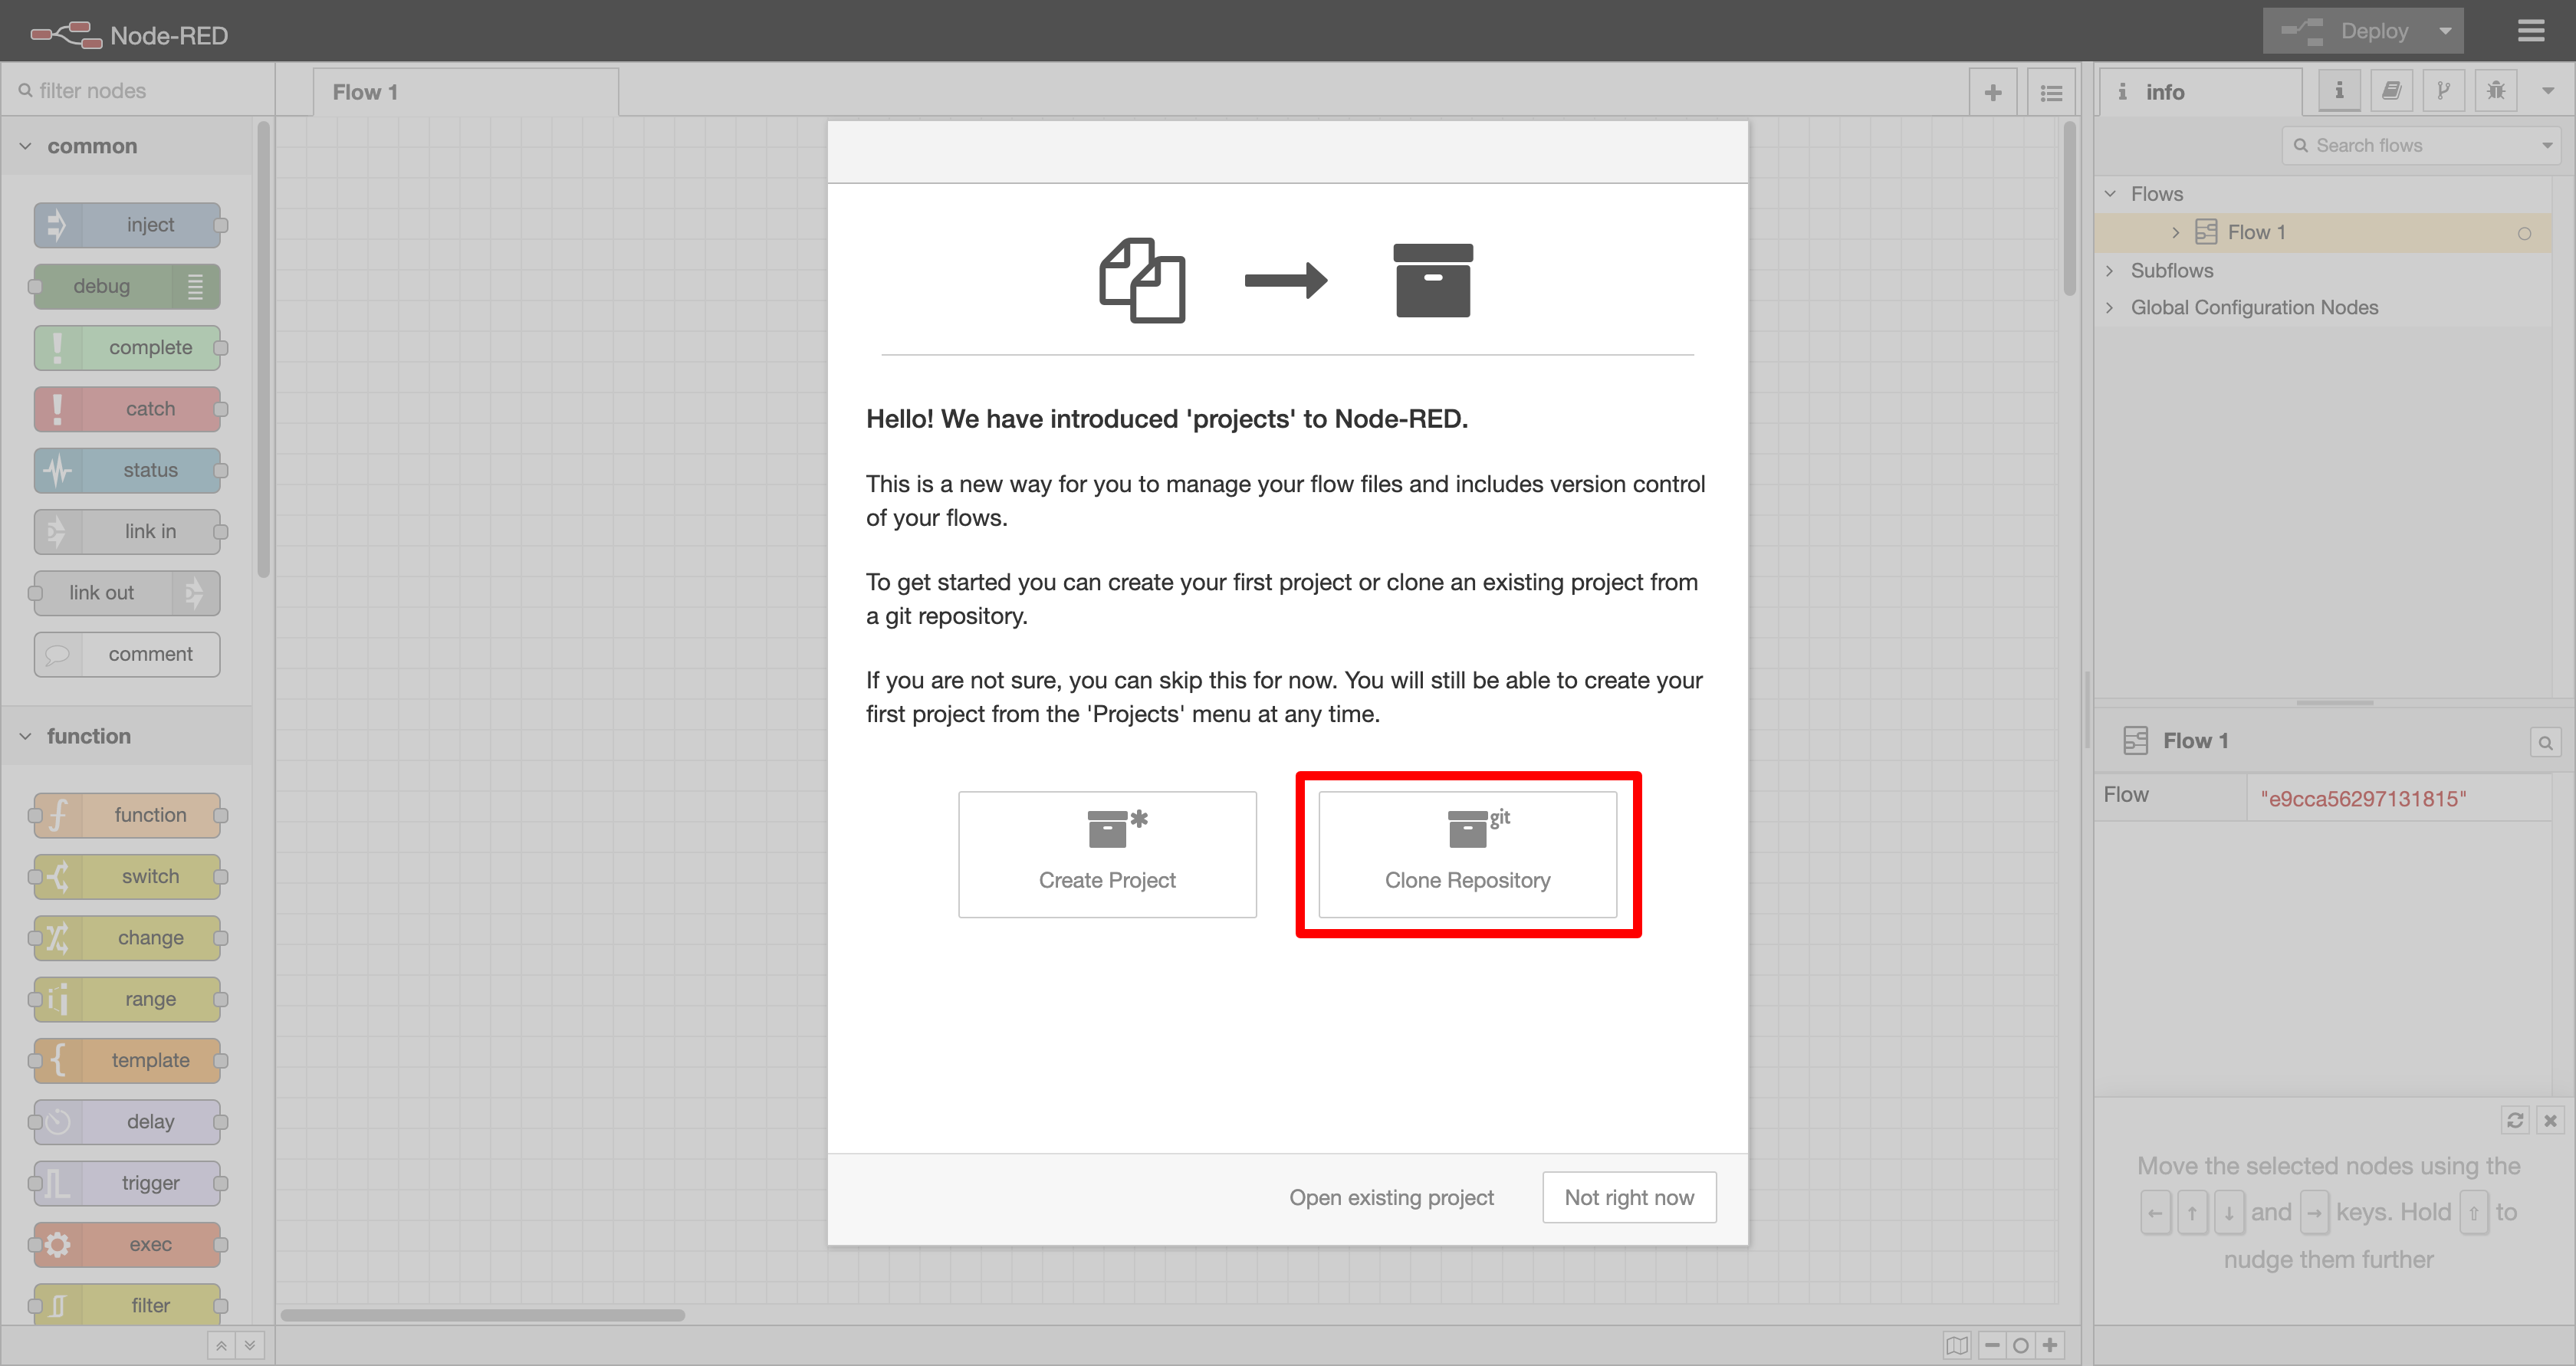 Node-RED
Deploy
filter nodes
Flow 1
info
Search flows
common
inject
debug
complete
catch
status
link in
link out
comment
function
function
switch
change
range
template
delay
trigger
exec
filter
Hello! We have introduced 'projects' to Node-RED.
This is a new way for you to manage your flow files and includes version control
of your flows.
To get started you can create your first project or clone an existing project from
a git repository.
If you are not sure, you can skip this for now. You will still be able to create your
first project from the 'Projects' menu at any time.
Create Project
git
Clone Repository
Open existing project
Not right now
Flows
Flow 1
Subflows
Global Configuration Nodes
Flow 1
Flow
"e9cca56297131815"
Move the selected nodes using the
← ↑ ↓ and → keys. Hold ⇧ to
nudge them further